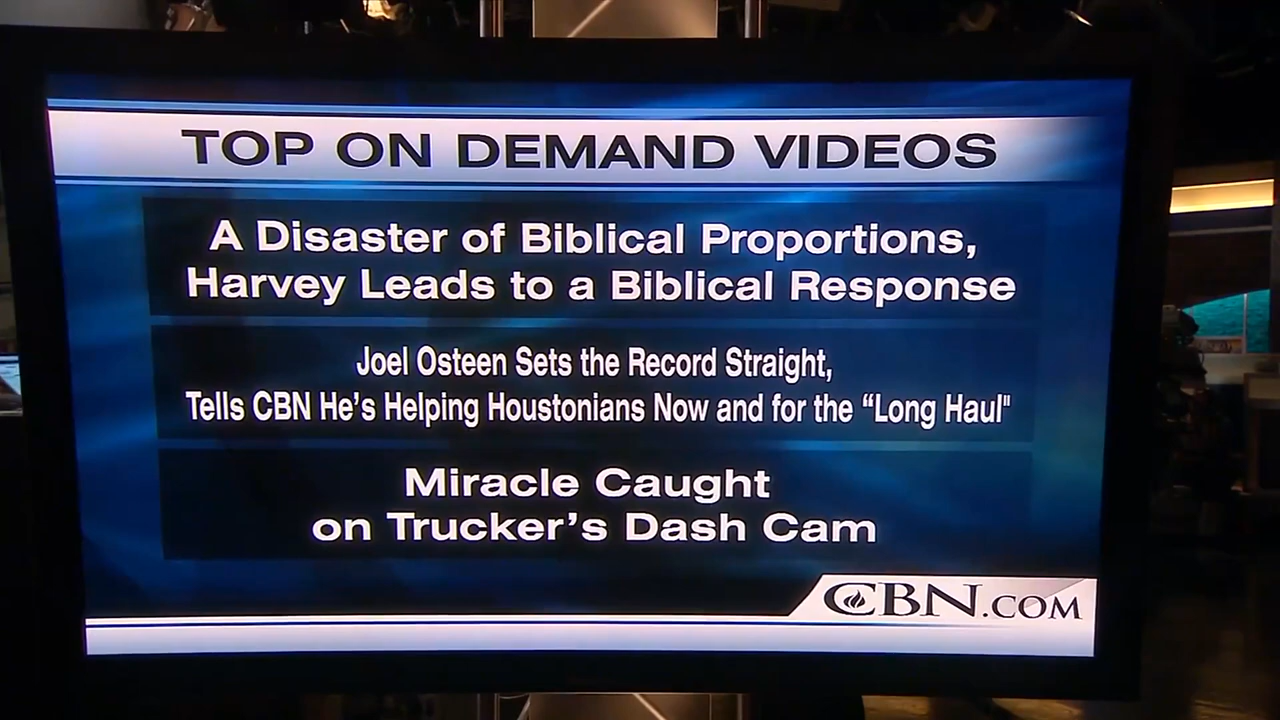 TOP ON DEMAND VIDEOS
A Disaster of Biblical Proportions,
Harvey Leads to a Biblical Response
Joel Osteen Sets the Record Straight,
Tells CBN He’s Helping Houstonians Now and for the “Long Haul"
Miracle Caught
on Trucker’s Dash Cam
CBN.COM